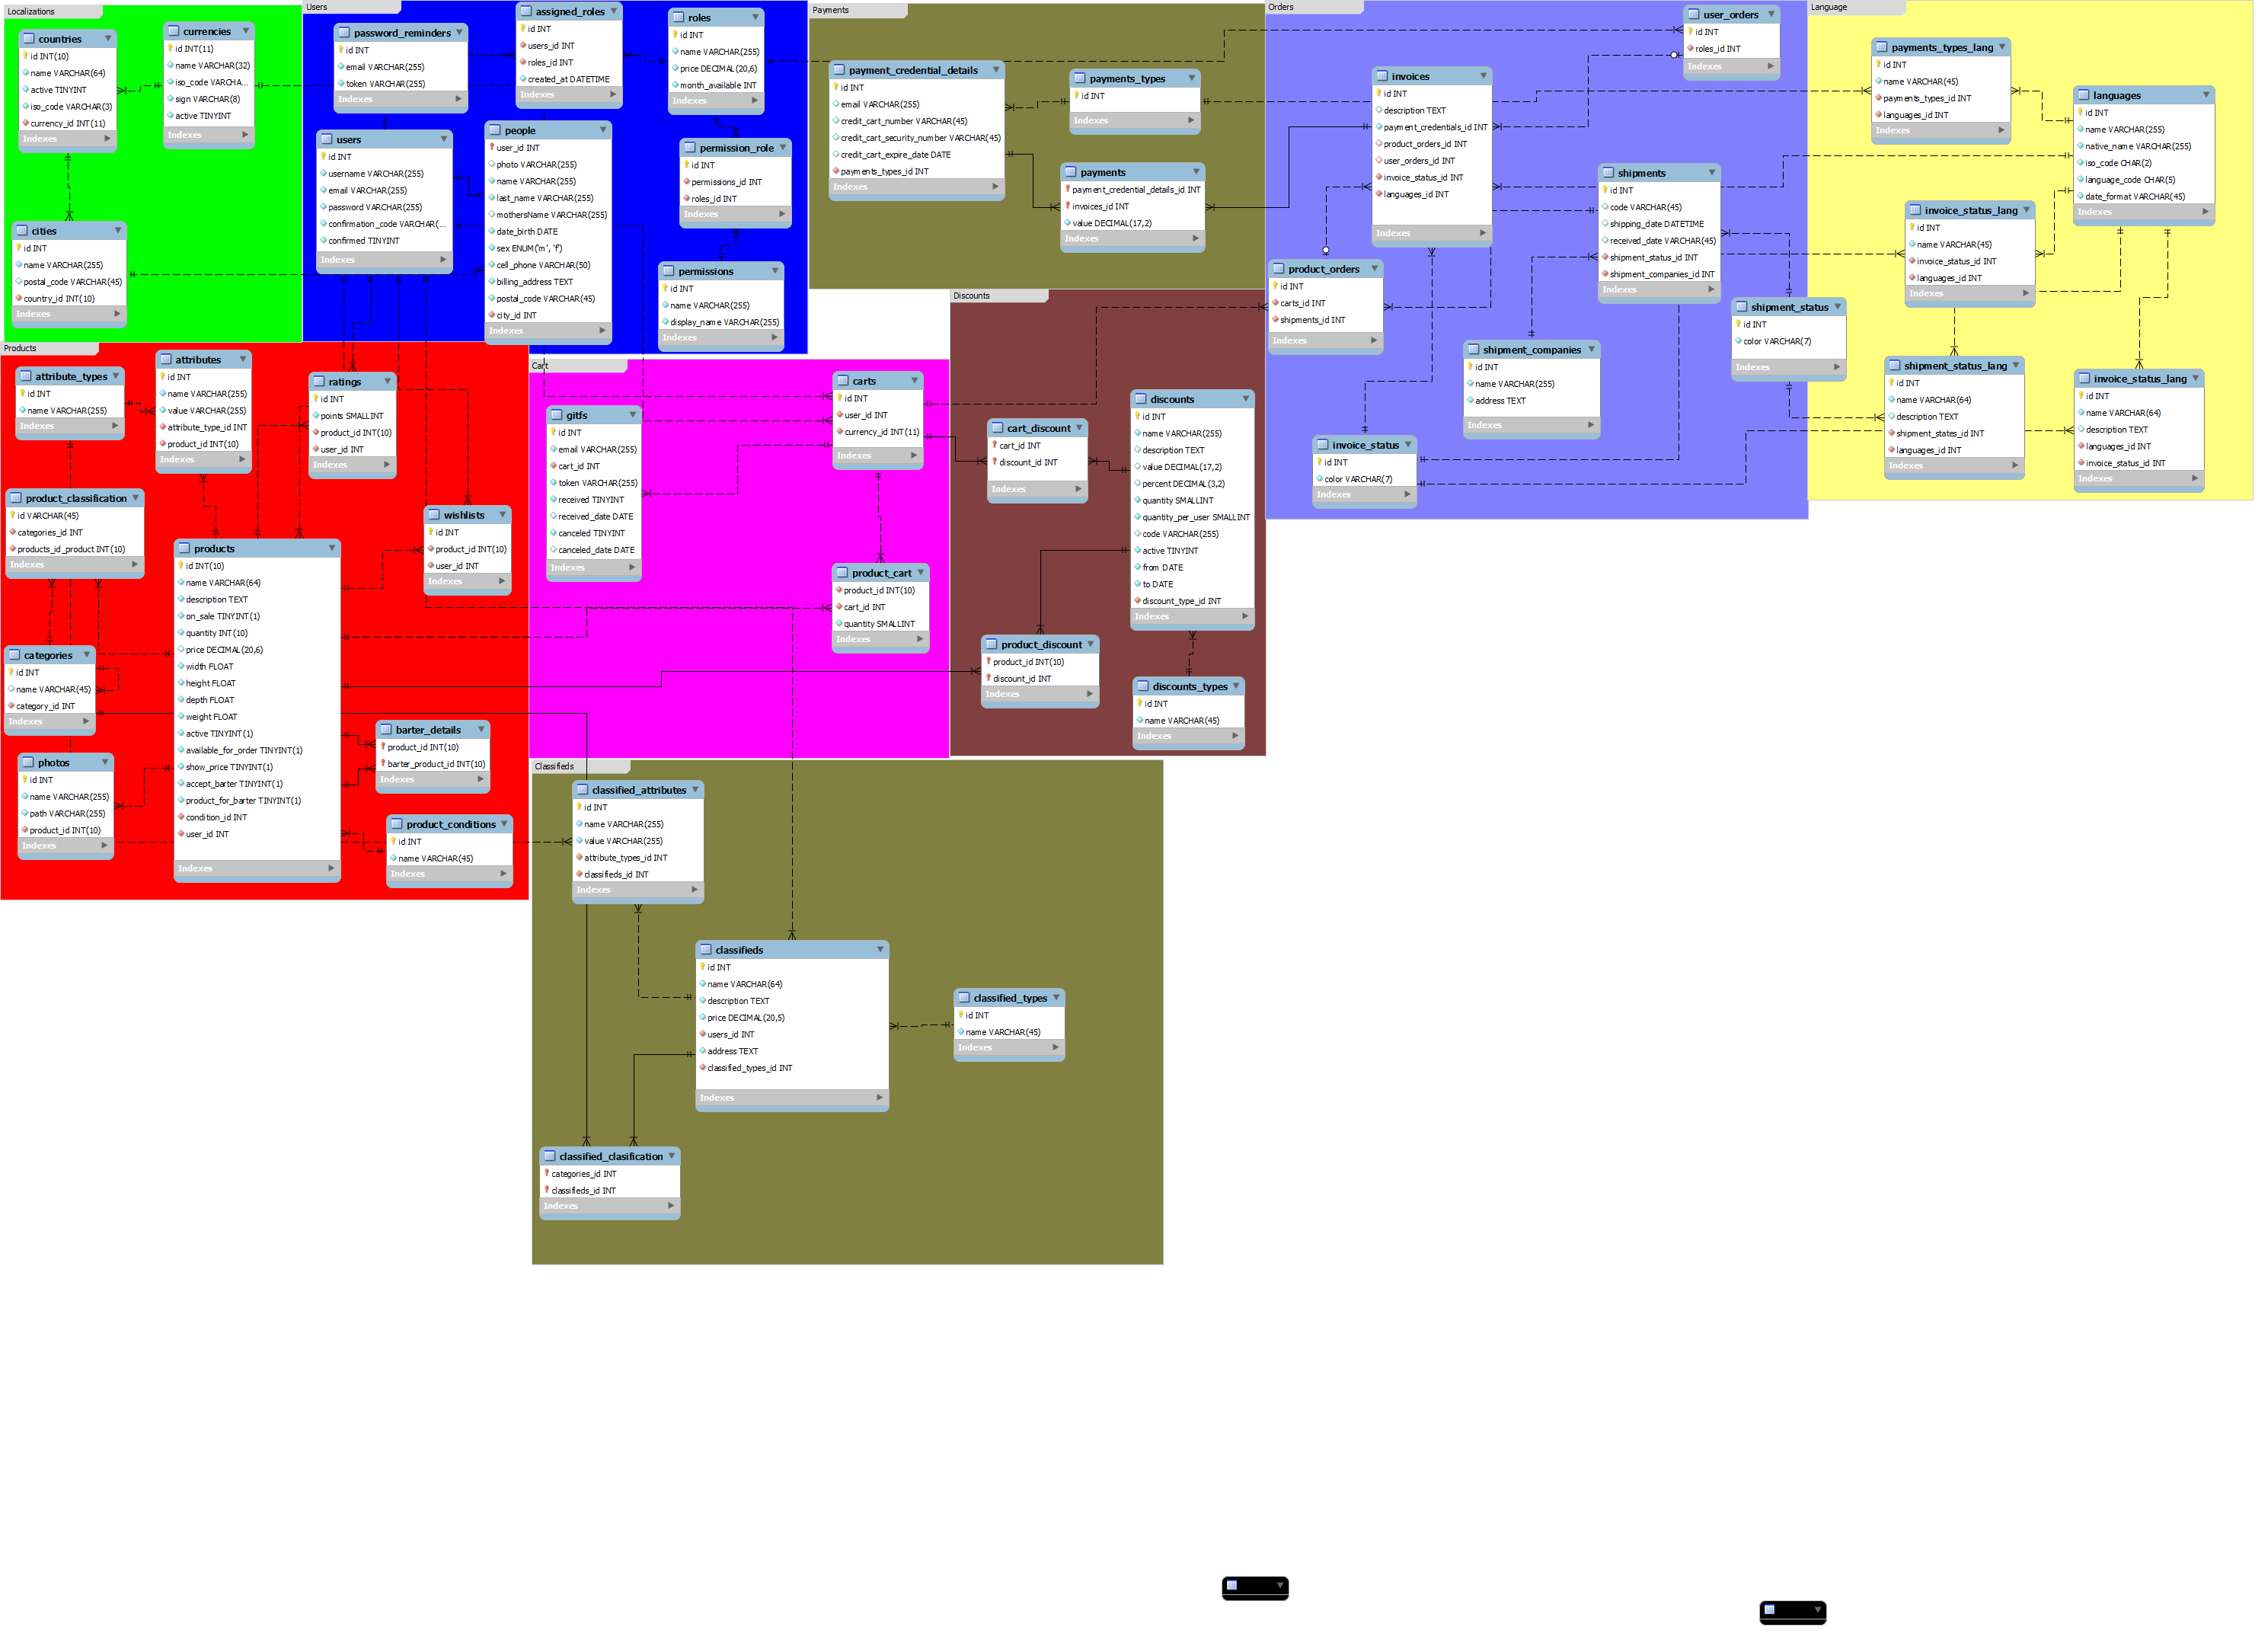 Localizations
countries
id INT(10)
name VARCHAR(64)
active TINYINT
iso_code VARCHAR(3)
currency_id INT(11)
Indexes
currencies
id INT(11)
name VARCHAR(32)
iso_code VARCHA...
sign VARCHAR(8)
active TINYINT
Indexes
cities
id INT
name VARCHAR(255)
postal_code VARCHAR(45)
country_id INT(10)
Indexes
Users
password_reminders
id INT
email VARCHAR(255)
token VARCHAR(255)
Indexes
assigned_roles
id INT
users_id INT
roles_id INT
created_at DATETIME
Indexes
roles
id INT
name VARCHAR(255)
price DECIMAL(20,6)
month_available INT
Indexes
users
id INT
username VARCHAR(255)
email VARCHAR(255)
password VARCHAR(255)
confirmation_code VARCHAR(...
confirmed TINYINT
Indexes
people
user_id INT
photo VARCHAR(255)
name VARCHAR(255)
last_name VARCHAR(255)
mothersName VARCHAR(255)
date_birth DATE
sex ENUM('m', 'f')
cell_phone VARCHAR(50)
billing_address TEXT
postal_code VARCHAR(45)
city_id INT
Indexes
permission_role
id INT
permissions_id INT
roles_id INT
Indexes
permissions
id INT
name VARCHAR(255)
display_name VARCHAR(255)
Indexes
Payments
payment_credential_details
id INT
email VARCHAR(255)
credit_cart_number VARCHAR(45)
credit_cart_security_number VARCHAR(45)
credit_cart_expire_date DATE
payments_types_id INT
Indexes
payments_types
id INT
Indexes
payments
payment_credential_details_id INT
invoices_id INT
value DECIMAL(17,2)
Indexes
Orders
user_orders
id INT
roles_id INT
Indexes
invoices
id INT
description TEXT
payment_credentials_id INT
product_orders_id INT
user_orders_id INT
invoice_status_id INT
languages_id INT
Indexes
shipments
id INT
code VARCHAR(45)
shipping_date DATETIME
received_date VARCHAR(45)
shipment_status_id INT
shipment_companies_id INT
Indexes
product_orders
id INT
carts_id INT
shipments_id INT
Indexes
shipment_status
id INT
color VARCHAR(7)
Indexes
shipment_companies
id INT
name VARCHAR(255)
address TEXT
Indexes
invoice_status
id INT
color VARCHAR(7)
Indexes
Language
payments_types_lang
id INT
name VARCHAR(45)
payments_types_id INT
languages_id INT
Indexes
languages
id INT
name VARCHAR(255)
native_name VARCHAR(255)
iso_code CHAR(2)
language_code CHAR(5)
date_format VARCHAR(45)
Indexes
invoice_status_lang
id INT
name VARCHAR(45)
invoice_status_id INT
languages_id INT
Indexes
shipment_status_lang
id INT
name VARCHAR(64)
description TEXT
shipment_states_id INT
languages_id INT
Indexes
invoice_status_lang
id INT
name VARCHAR(64)
description TEXT
languages_id INT
invoice_status_id INT
Indexes
Products
attribute_types
id INT
name VARCHAR(255)
Indexes
attributes
id INT
name VARCHAR(255)
value VARCHAR(255)
attribute_type_id INT
product_id INT(10)
Indexes
ratings
id INT
points SMALLINT
product_id INT(10)
user_id INT
Indexes
product_classification
id VARCHAR(45)
categories_id INT
products_id_product INT(10)
Indexes
wishlists
id INT
product_id INT(10)
user_id INT
Indexes
products
id INT(10)
name VARCHAR(64)
description TEXT
on_sale TINYINT(1)
quantity INT(10)
price DECIMAL(20,6)
width FLOAT
height FLOAT
depth FLOAT
weight FLOAT
active TINYINT(1)
available_for_order TINYINT(1)
show_price TINYINT(1)
accept_barter TINYINT(1)
product_for_barter TINYINT(1)
condition_id INT
user_id INT
Indexes
categories
id INT
name VARCHAR(45)
category_id INT
Indexes
barter_details
product_id INT(10)
barter_product_id INT(10)
Indexes
photos
id INT
name VARCHAR(255)
path VARCHAR(255)
product_id INT(10)
Indexes
product_conditions
id INT
name VARCHAR(45)
Indexes
Cart
carts
id INT
user_id INT
currency_id INT(11)
Indexes
gitfs
id INT
email VARCHAR(255)
cart_id INT
token VARCHAR(255)
received TINYINT
received_date DATE
canceled TINYINT
canceled_date DATE
Indexes
product_cart
product_id INT(10)
cart_id INT
quantity SMALLINT
Indexes
Discounts
cart_discount
cart_id INT
discount_id INT
Indexes
discounts
id INT
name VARCHAR(255)
description TEXT
value DECIMAL(17,2)
percent DECIMAL(3,2)
quantity SMALLINT
quantity_per_user SMALLINT
code VARCHAR(255)
active TINYINT
from DATE
to DATE
discount_type_id INT
Indexes
product_discount
product_id INT(10)
discount_id INT
Indexes
discounts_types
id INT
name VARCHAR(45)
Indexes
Classifieds
classified_attributes
id INT
name VARCHAR(255)
value VARCHAR(255)
attribute_types_id INT
classifieds_id INT
Indexes
classifieds
id INT
name VARCHAR(64)
description TEXT
price DECIMAL(20,5)
users_id INT
address TEXT
classified_types_id INT
Indexes
classified_types
id INT
name VARCHAR(45)
Indexes
classified_clasification
categories_id INT
classifieds_id INT
Indexes